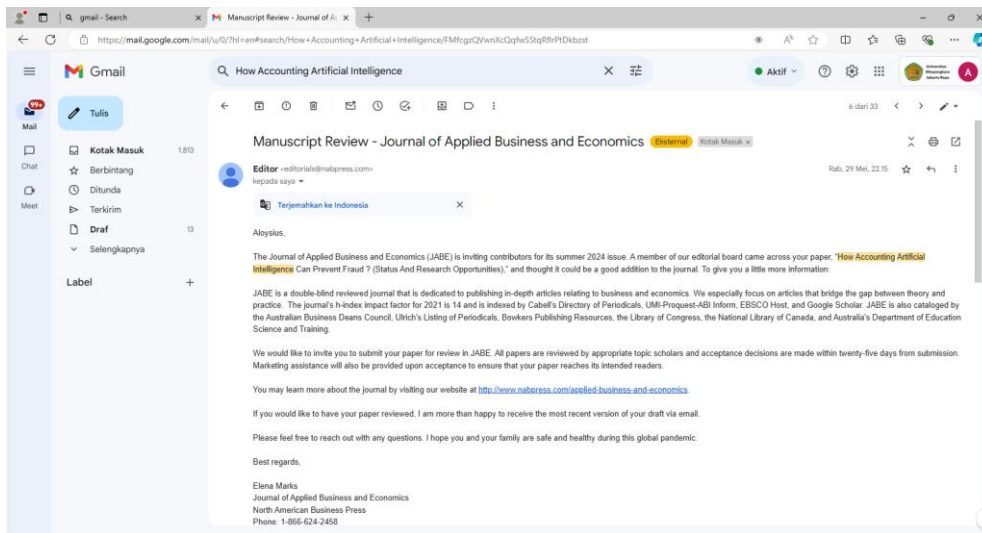 gmail - Search
Manuscript Review - Journal of Ap
https://mail.google.com/mail/u/0/?hl=en#search/How+Accounting+Artificial+Intelligence/
Gmail
How Accounting Artificial Intelligence
Aktif
99+
Mail
Chat
Meet
Tulis
Kotak Masuk 1,813
Berbintang
Ditunda
Terkirim
Draf 13
Selengkapnya
Label
6 dari 33
Manuscript Review - Journal of Applied Business and Economics Eksternal Kotak Masuk x
Editor <editorials@nabpress.com>
Rab, 29 Mei, 22.15
kepada saya
Terjemahkan ke Indonesia
Aloysius,
The Journal of Applied Business and Economics (JABE) is inviting contributors for its summer 2024 issue. A member of our editorial board came across your paper, "How Accounting Artificial
Intelligence Can Prevent Fraud ? (Status And Research Opportunities)," and thought it could be a good addition to the journal. To give you a little more information:
JABE is a double-blind reviewed journal that is dedicated to publishing in-depth articles relating to business and economics. We especially focus on articles that bridge the gap between theory and
practice. The journal's h-index impact factor for 2021 is 14 and is indexed by Cabell's Directory of Periodicals, UMI-Proquest-ABI Inform, EBSCO Host, and Google Scholar. JABE is also cataloged by
the Australian Business Deans Council, Ulrich's Listing of Periodicals, Bowkers Publishing Resources, the Library of Congress, the National Library of Canada, and Australia's Department of Education
Science and Training.
We would like to invite you to submit your paper for review in JABE. All papers are reviewed by appropriate topic scholars and acceptance decisions are made within twenty-five days from submission.
Marketing assistance will also be provided upon acceptance to ensure that your paper reaches its intended readers.
You may learn more about the journal by visiting our website at http://www.nabpress.com/applied-business-and-economics.
If you would like to have your paper reviewed, I am more than happy to receive the most recent version of your draft via email.
Please feel free to reach out with any questions. I hope you and your family are safe and healthy during this global pandemic.
Best regards,
Elena Marks
Journal of Applied Business and Economics
North American Business Press
Phone: 1-866-624-2458